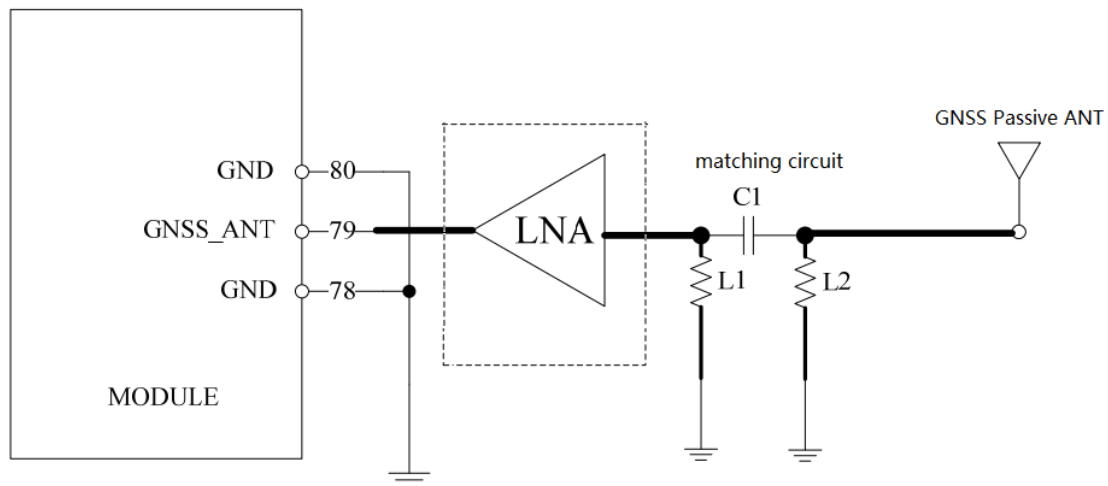 GNSS Passive ANT
matching circuit
C1
GND 80
GNSS_ANT 79
LNA
GND 78
L1
L2
MODULE